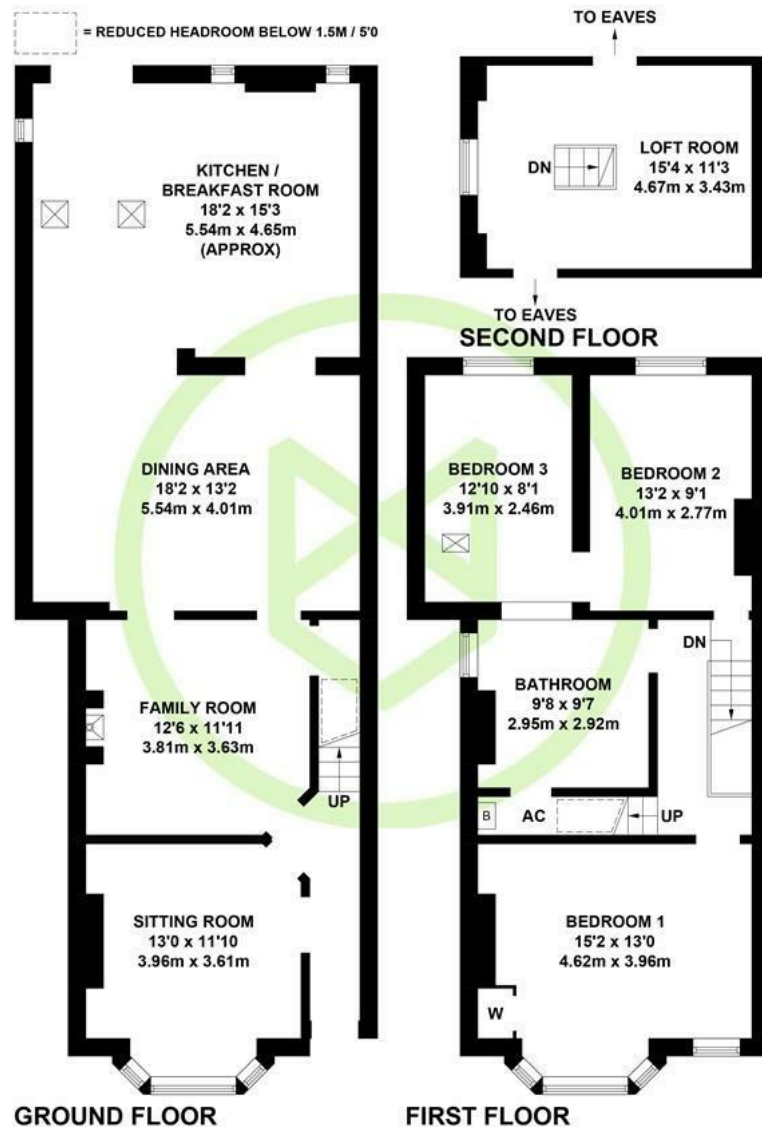 = REDUCED HEADROOM BELOW 1.5M / 5'0
KITCHEN /
BREAKFAST ROOM
18'2 x 15'3
5.54m x 4.65m
(APPROX)
DINING AREA
18'2 x 13'2
5.54m x 4.01m
FAMILY ROOM
12'6 x 11'11
3.81m x 3.63m
UP
SITTING ROOM
13'0 x 11'10
3.96m x 3.61m
GROUND FLOOR
TO EAVES
LOFT ROOM
15'4 x 11'3
4.67m x 3.43m
DN
TO EAVES
SECOND FLOOR
BEDROOM 3
12'10 x 8'1
3.91m x 2.46m
BEDROOM 2
13'2 x 9'1
4.01m x 2.77m
DN
BATHROOM
9'8 x 9'7
2.95m x 2.92m
B
AC
UP
BEDROOM 1
15'2 x 13'0
4.62m x 3.96m
W
FIRST FLOOR